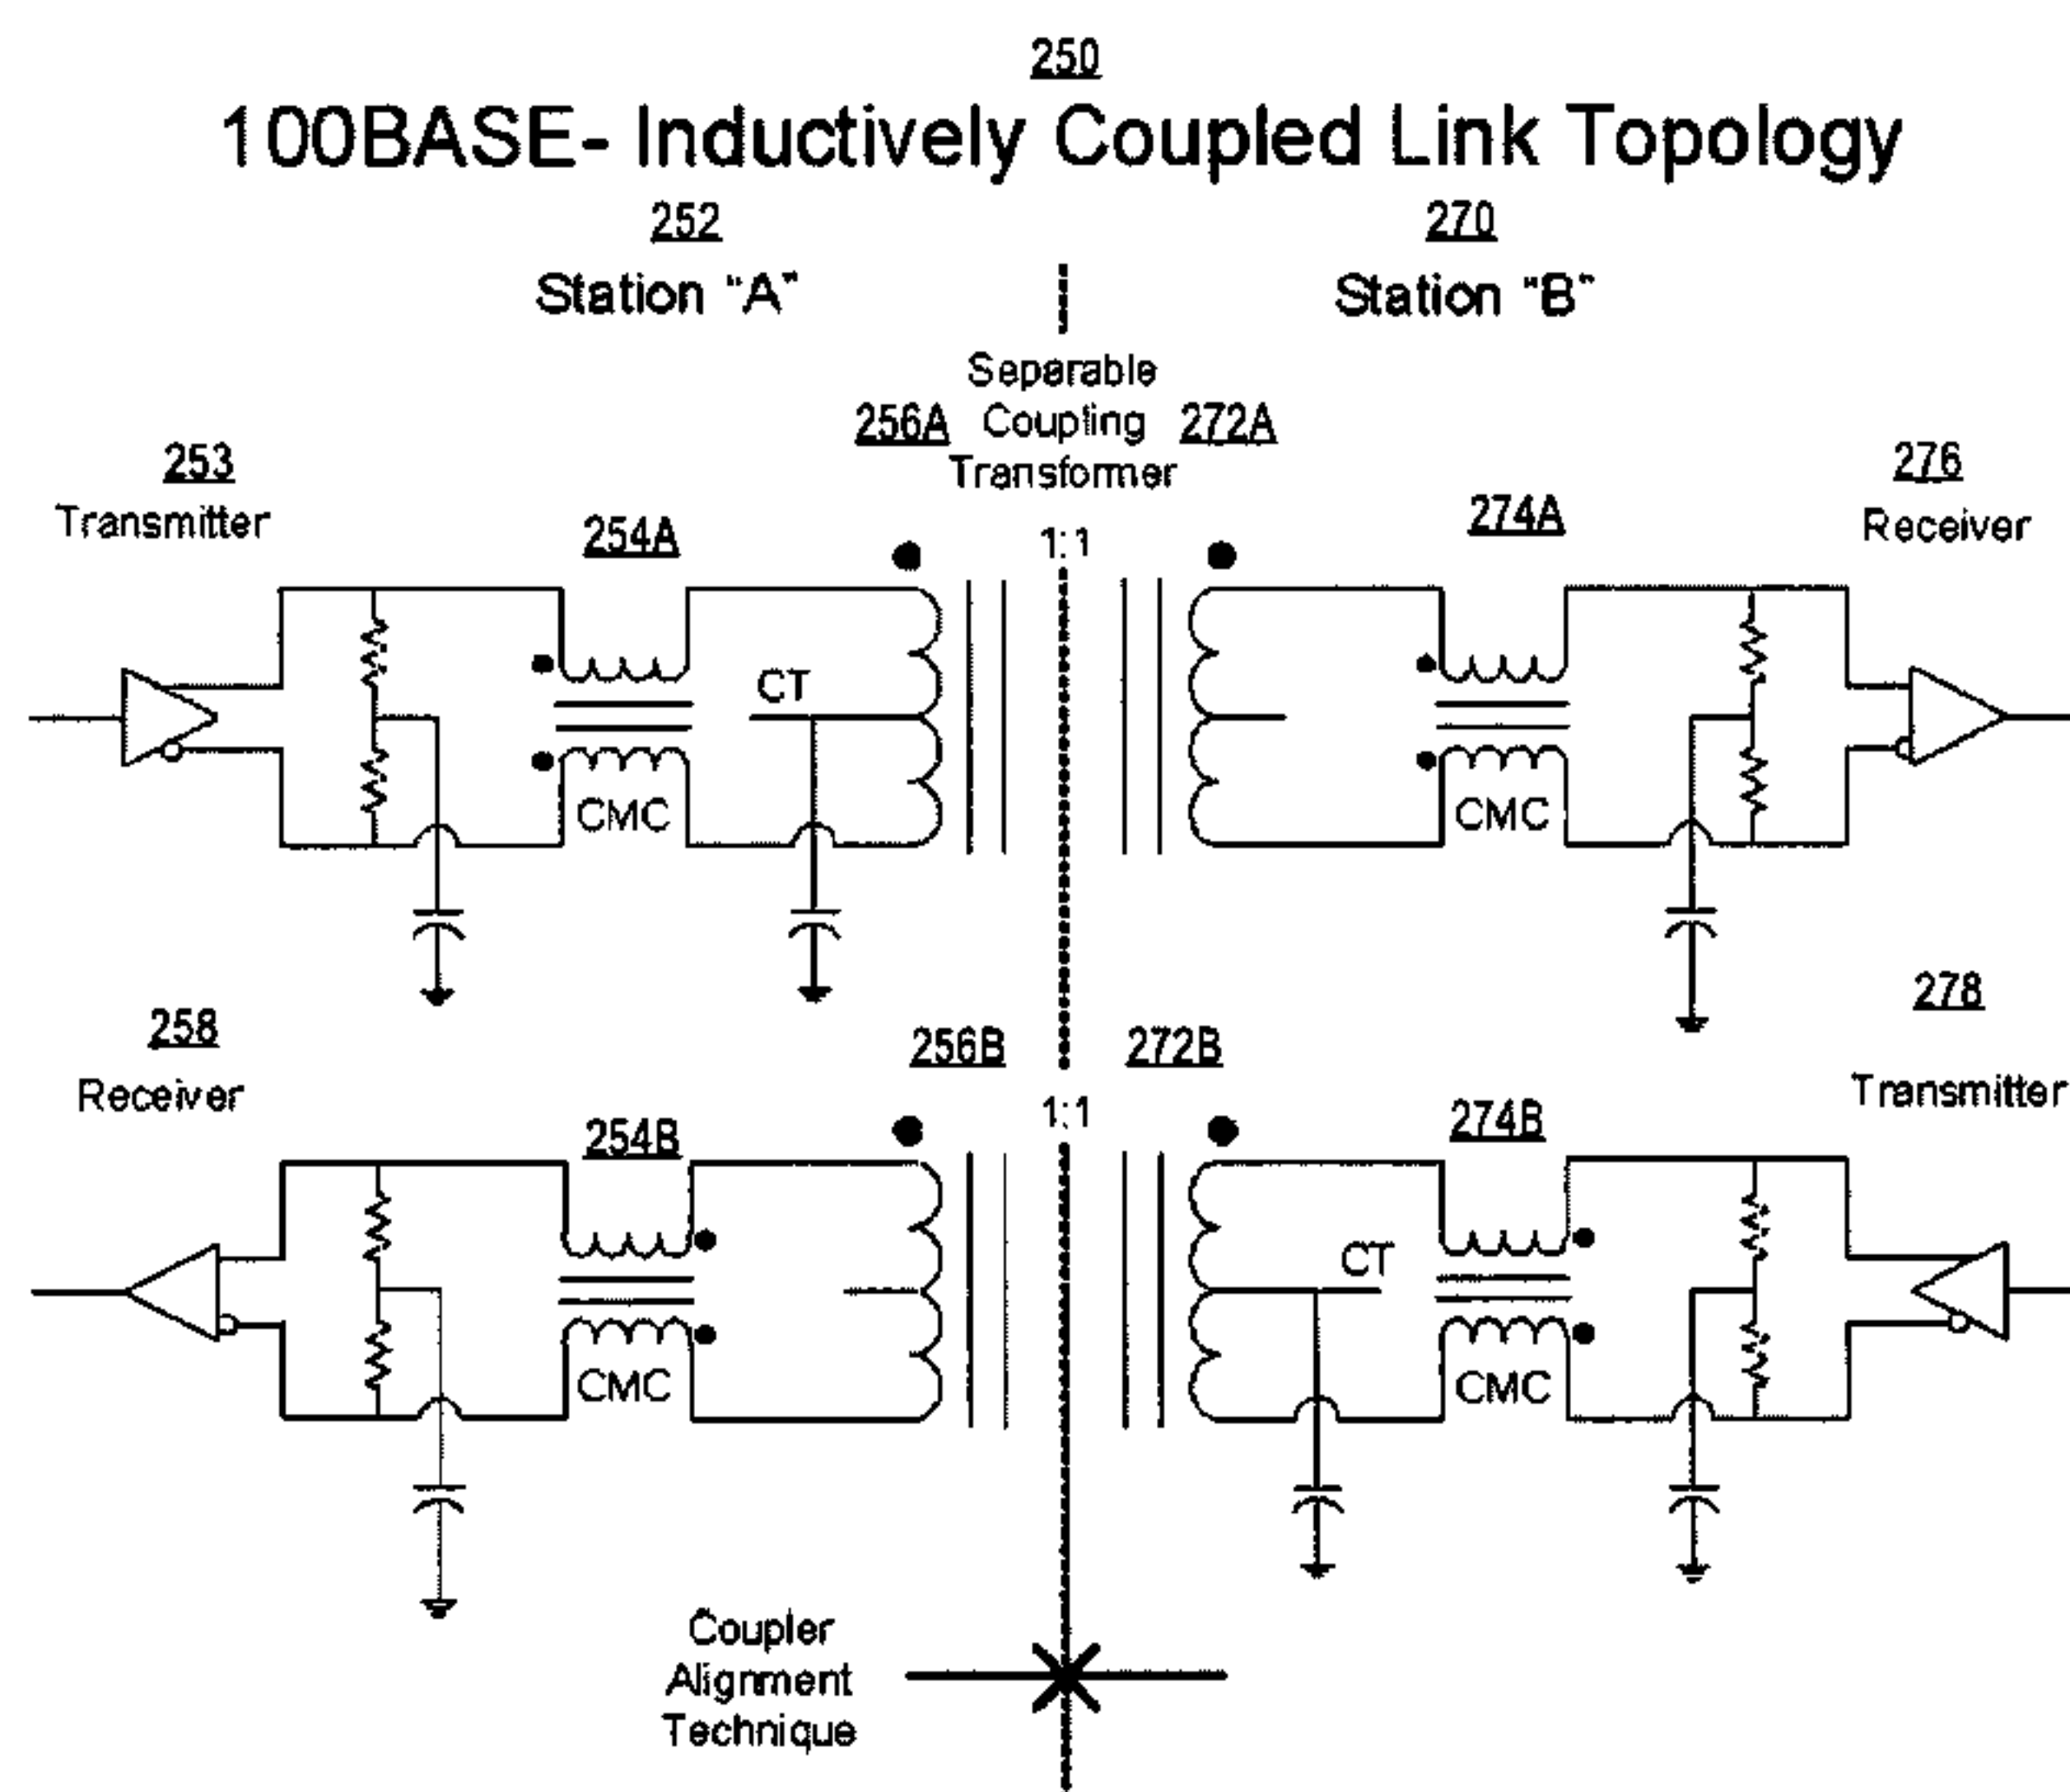 250
100BASE- Inductively Coupled Link Topology
252
270
Station "A"
Station "B"
Separable
256A Coupling 272A
Transformer
253
Transmitter
276
Receiver
254A
1:1
274A
CT
CMC
CMC
258
Receiver
256B
272B
278
Transmitter
254B
1:1
274B
CT
CMC
CMC
Coupler
Alignment
Technique